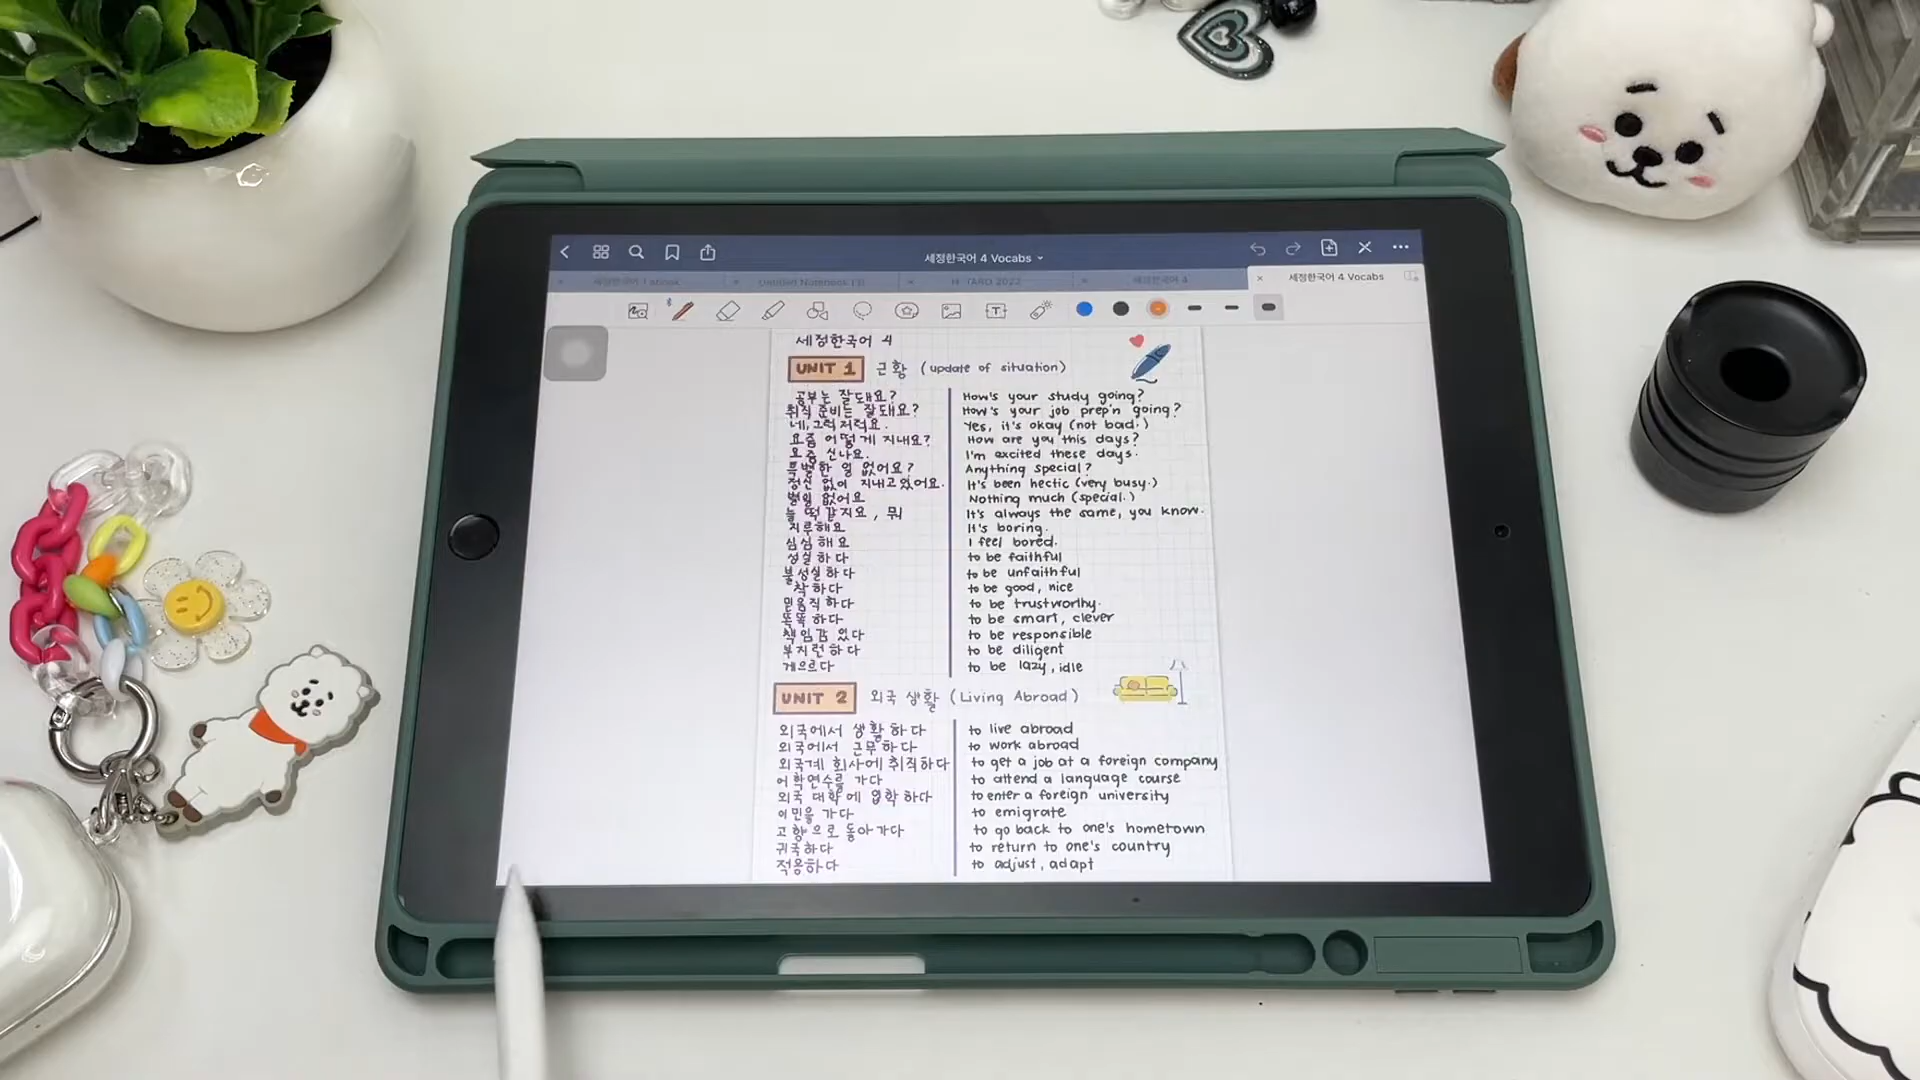 세정한국어 4 Vocabs
Untitled Notebook (3)
세정한국어 4
세정한국어 4 Vocabs
세정한국어 4
UNIT 1 근황 (update of situation)
공부는 잘돼요? How's your study going?
취직 준비는 잘돼요? How's your job prep'n going?
네, 그럭저럭요. Yes, it's okay (not bad.)
요즘 어떻게 지내요? How are you this days?
요즘 신나요. I'm excited these days.
특별한 일 없어요? Anything special?
정신 없이 지내고있어요. It's been hectic (very busy.)
별일 없어요 Nothing much (special.)
늘 똑같지요, 뭐 It's always the same, you know.
지루해요 It's boring.
심심해요 I feel bored.
성실하다 to be faithful
불성실하다 to be unfaithful
착하다 to be good, nice
믿음직하다 to be trustworthy.
똑똑하다 to be smart, clever
책임감 있다 to be responsible
부지런하다 to be diligent
게으르다 to be lazy, idle
UNIT 2 외국 생활 (Living Abroad)
외국에서 생활하다 to live abroad
외국에서 근무하다 to work abroad
외국계 회사에 취직하다 to get a job at a foreign company
어학연수를 가다 to attend a language course
외국 대학에 입학하다 to enter a foreign university
이민을 가다 to emigrate
고향으로 돌아가다 to go back to one's hometown
귀국하다 to return to one's country
적응하다 to adjust, adapt